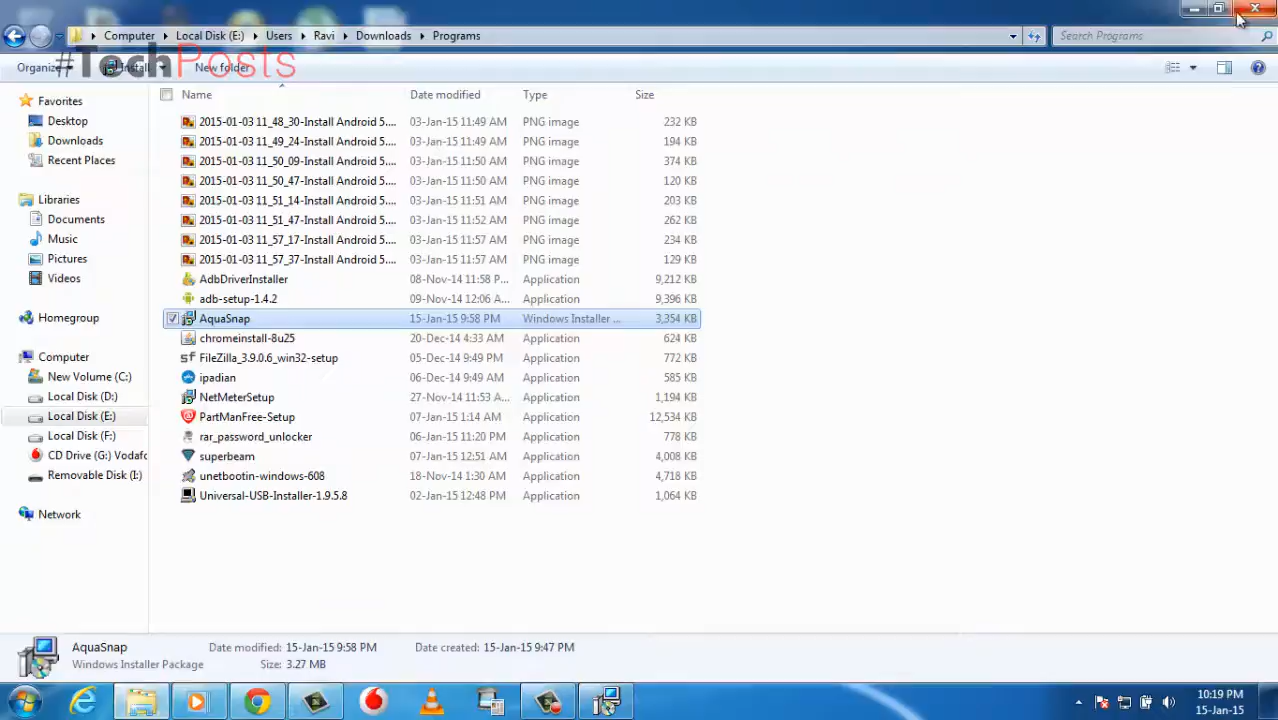 Computer ▸ Local Disk (E:) ▸ Users ▸ Ravi ▸ Downloads ▸ Programs
Search Programs
#TechPosts
Organize Install New folder
Name Date modified Type Size
Favorites
Desktop
Downloads
Recent Places
Libraries
Documents
Music
Pictures
Videos
Homegroup
Computer
New Volume (C:)
Local Disk (D:)
Local Disk (E:)
Local Disk (F:)
CD Drive (G:) Vodafo
Removable Disk (I:)
Network
2015-01-03 11_48_30-Install Android 5.... 03-Jan-15 11:49 AM PNG image 232 KB
2015-01-03 11_49_24-Install Android 5.... 03-Jan-15 11:49 AM PNG image 194 KB
2015-01-03 11_50_09-Install Android 5.... 03-Jan-15 11:50 AM PNG image 374 KB
2015-01-03 11_50_47-Install Android 5.... 03-Jan-15 11:50 AM PNG image 120 KB
2015-01-03 11_51_14-Install Android 5.... 03-Jan-15 11:51 AM PNG image 203 KB
2015-01-03 11_51_47-Install Android 5.... 03-Jan-15 11:52 AM PNG image 262 KB
2015-01-03 11_57_17-Install Android 5.... 03-Jan-15 11:57 AM PNG image 234 KB
2015-01-03 11_57_37-Install Android 5.... 03-Jan-15 11:57 AM PNG image 129 KB
AdbDriverInstaller 08-Nov-14 11:58 P... Application 9,212 KB
adb-setup-1.4.2 09-Nov-14 12:06 A... Application 9,396 KB
AquaSnap 15-Jan-15 9:58 PM Windows Installer ... 3,354 KB
chromeinstall-8u25 20-Dec-14 4:33 AM Application 624 KB
FileZilla_3.9.0.6_win32-setup 06-Dec-14 9:49 PM Application 772 KB
ipadian 06-Dec-14 9:49 AM Application 585 KB
NetMeterSetup 27-Nov-14 11:53 A... Application 1,194 KB
PartManFree-Setup 07-Jan-15 1:14 AM Application 12,534 KB
rar_password_unlocker 06-Jan-15 11:20 PM Application 778 KB
superbeam 07-Jan-15 12:51 AM Application 4,008 KB
unetbootin-windows-608 18-Nov-14 1:30 AM Application 4,718 KB
Universal-USB-Installer-1.9.5.8 02-Jan-15 12:48 PM Application 1,064 KB
AquaSnap Date modified: 15-Jan-15 9:58 PM Date created: 15-Jan-15 9:47 PM
Windows Installer Package Size: 3.27 MB
10:19 PM
15-Jan-15